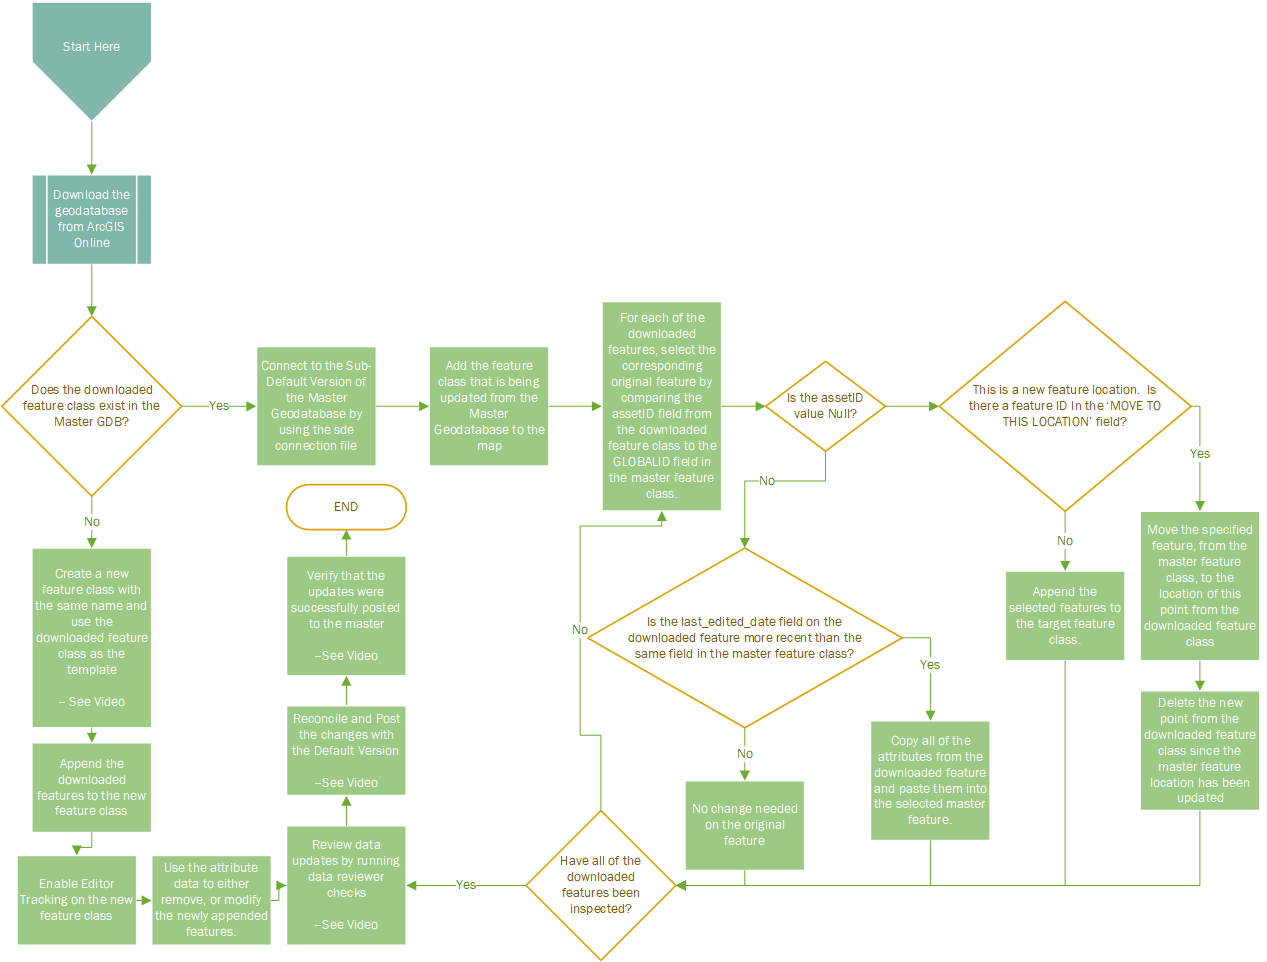 Start Here
Download the
geodatabase
from ArcGIS
Online
Does the downloaded
feature class exist in the
Master GDB?
Yes
Connect to the Sub-
Default Version of
the Master
Geodatabase by
using the sde
connection file
Add the feature
class that is being
updated from the
Master
Geodatabase to the
map
For each of the
downloaded
features, select the
corresponding
original feature by
comparing the
assetID field from
the downloaded
feature class to the
GLOBALID field in
the master feature
class.
Is the assetID
value Null?
This is a new feature location.  Is
there a feature ID In the ‘MOVE TO
THIS LOCATION’ field?
Yes
No
No
No
Create a new
feature class with
the same name and
use the
downloaded feature
class as the
template
– See Video
Append the
downloaded
features to the new
feature class
Enable Editor
Tracking on the new
feature class
Use the attribute
data to either
remove, or modify
the newly appended
features.
END
Verify that the
updates were
successfully posted
to the master
–See Video
Reconcile and Post
the changes with
the Default Version
–See Video
Review data
updates by running
data reviewer
checks
–See Video
Yes
Have all of the
downloaded
features been
inspected?
No
Is the last_edited_date field on the
downloaded feature more recent than the
same field in the master feature class?
Yes
No
No change needed
on the original
feature
Copy all of the
attributes from the
downloaded feature
and paste them into
the selected master
feature.
Append the
selected features to
the target feature
class.
Move the specified
feature, from the
master feature
class, to the
location of this
point from the
downloaded feature
class
Delete the new
point from the
downloaded feature
class since the
master feature
location has been
updated